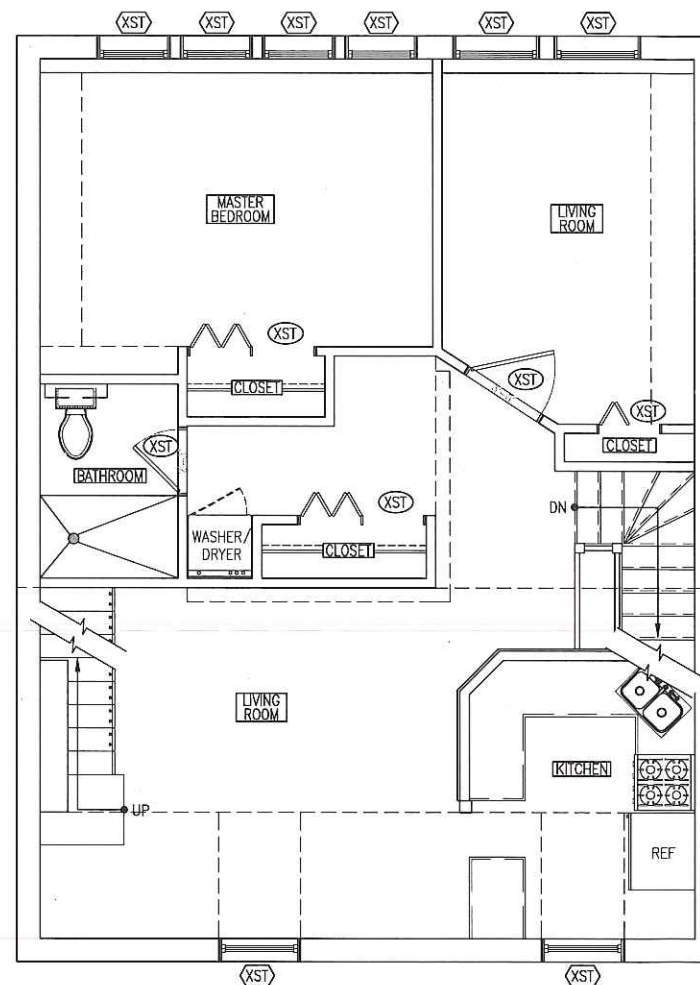 XST XST XST XST XST XST
MASTER
BEDROOM
LIVING
ROOM
XST
CLOSET
XST
XST
CLOSET
XST
BATHROOM
XST
DN
WASHER/
DRYER
CLOSET
LIVING
ROOM
KITCHEN
UP
REF
XST XST